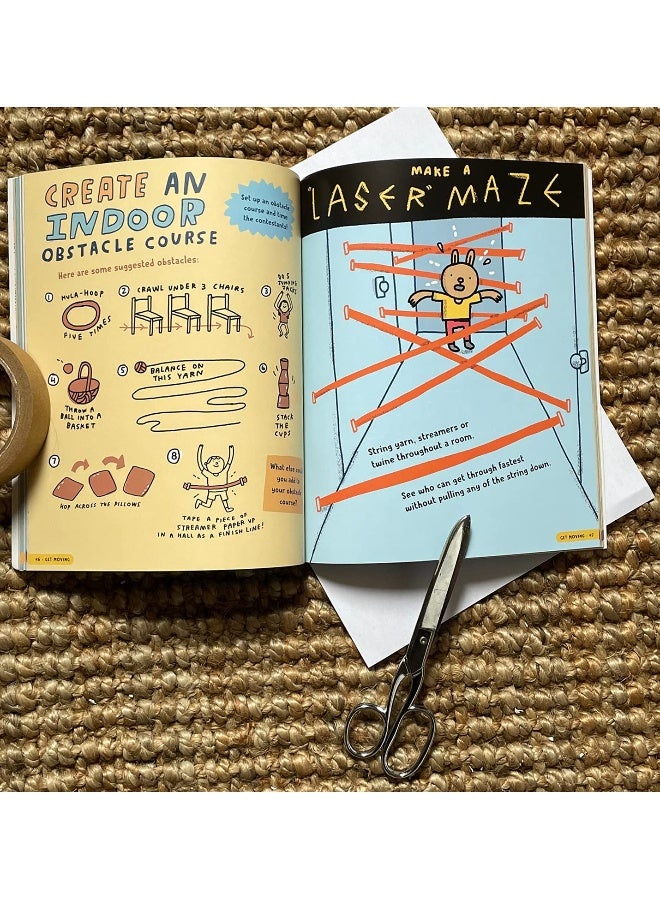 CREATE AN
INDOOR
OBSTACLE COURSE
Set up an obstacle
course and time
the contestants!
Here are some suggested obstacles:
1 HULA-HOOP
FIVE TIMES
2 CRAWL UNDER 3 CHAIRS
3 DO 5
JUMPING
JACKS
4
THROW A
BALL INTO A
BASKET
5 BALANCE ON
THIS YARN
6
STACK
THE
CUPS
7
HOP ACROSS THE PILLOWS
8
TAPE A PIECE OF
STREAMER PAPER UP
IN A HALL AS A FINISH LINE!
What else could
you add to
your obstacle
course?
46 • GET MOVING
MAKE A
"LASER" MAZE
String yarn, streamers or
twine throughout a room.
See who can get through fastest
without pulling any of the string down.
GET MOVING • 47